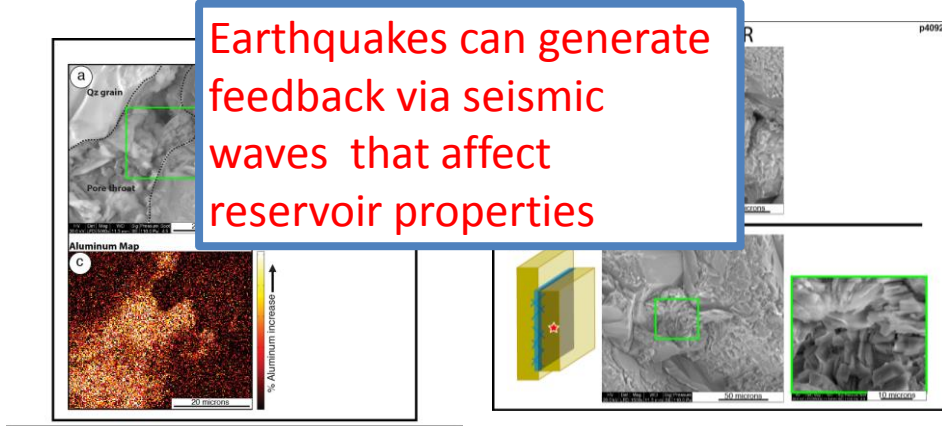 Earthquakes can generate
feedback via seismic
waves that affect
reservoir properties
R
p4092
a
Qz grain
Pore throat
Aluminum Map
c
% Aluminum increase
20 microns
50 microns
10 microns